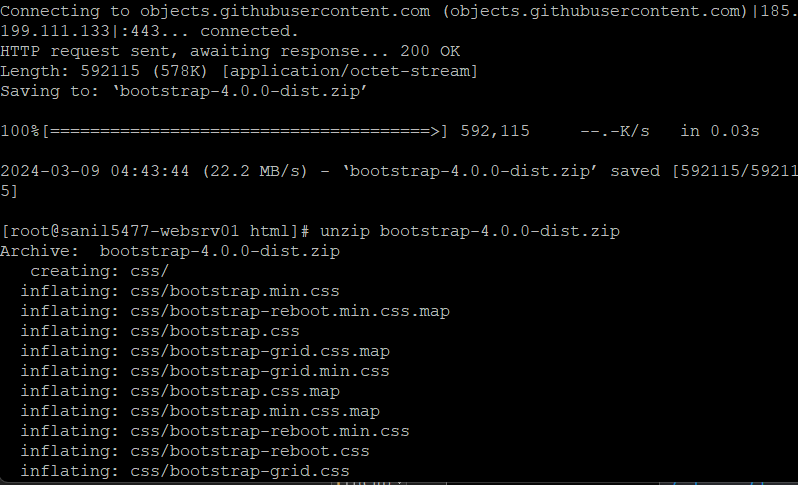 Connecting to objects.githubusercontent.com (objects.githubusercontent.com)|185.
199.111.133|:443... connected.
HTTP request sent, awaiting response... 200 OK
Length: 592115 (578K) [application/octet-stream]
Saving to: ‘bootstrap-4.0.0-dist.zip’
100%[======================================>] 592,115     --.-K/s   in 0.03s
2024-03-09 04:43:44 (22.2 MB/s) - ‘bootstrap-4.0.0-dist.zip’ saved [592115/59211
5]
[root@sanil5477-websrv01 html]# unzip bootstrap-4.0.0-dist.zip
Archive:  bootstrap-4.0.0-dist.zip
   creating: css/
  inflating: css/bootstrap.min.css
  inflating: css/bootstrap-reboot.min.css.map
  inflating: css/bootstrap.css
  inflating: css/bootstrap-grid.css.map
  inflating: css/bootstrap-grid.min.css
  inflating: css/bootstrap.css.map
  inflating: css/bootstrap.min.css.map
  inflating: css/bootstrap-reboot.min.css
  inflating: css/bootstrap-reboot.css
  inflating: css/bootstrap-grid.css